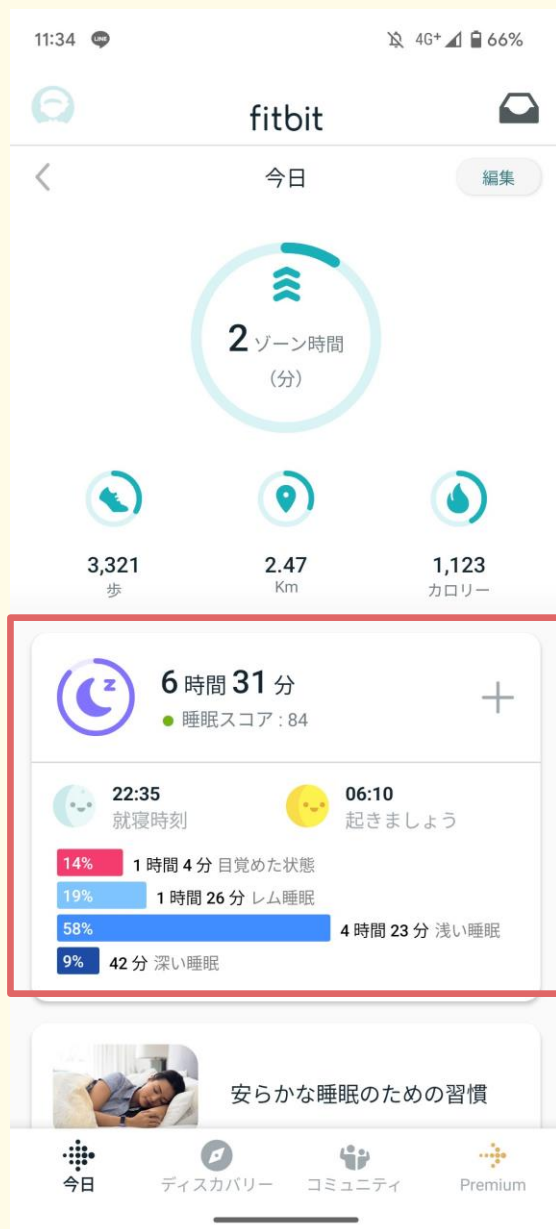 11:34 LINE 4G+ 66%
fitbit
今日 編集
2 ゾーン時間
（分）
3,321 2.47 1,123
歩 Km カロリー
z
6 時間 31 分
睡眠スコア : 84
22:35 06:10
就寝時刻 起きましょう
14% 1 時間 4 分 目覚めた状態
19% 1 時間 26 分 レム睡眠
58% 4 時間 23 分 浅い睡眠
9% 42 分 深い睡眠
安らかな睡眠のための習慣
今日 ディスカバリー コミュニティ Premium